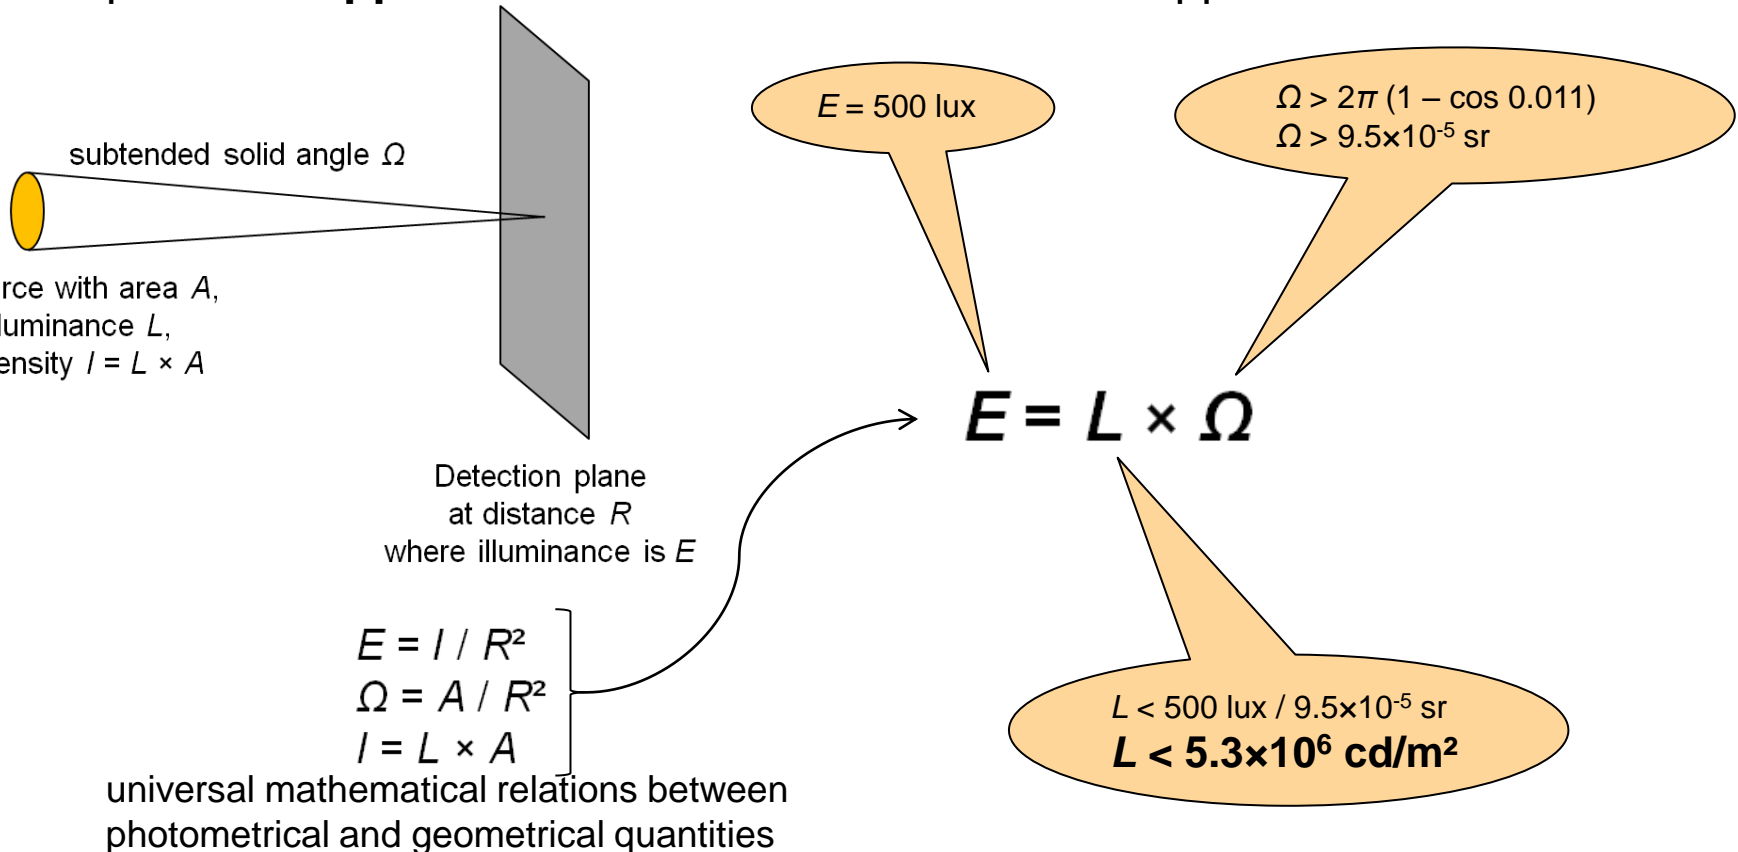 subtended solid angle Ω
with area A,
luminance L,
I = L × A
Detection plane
at distance R
where illuminance is E
E = I / R²
Ω = A / R²
I = L × A
universal mathematical relations between
photometrical and geometrical quantities
E = 500 lux
Ω > 2π (1 – cos 0.011)
Ω > 9.5×10⁻⁵ sr
E = L × Ω
L < 500 lux / 9.5×10⁻⁵ sr
L < 5.3×10⁶ cd/m²